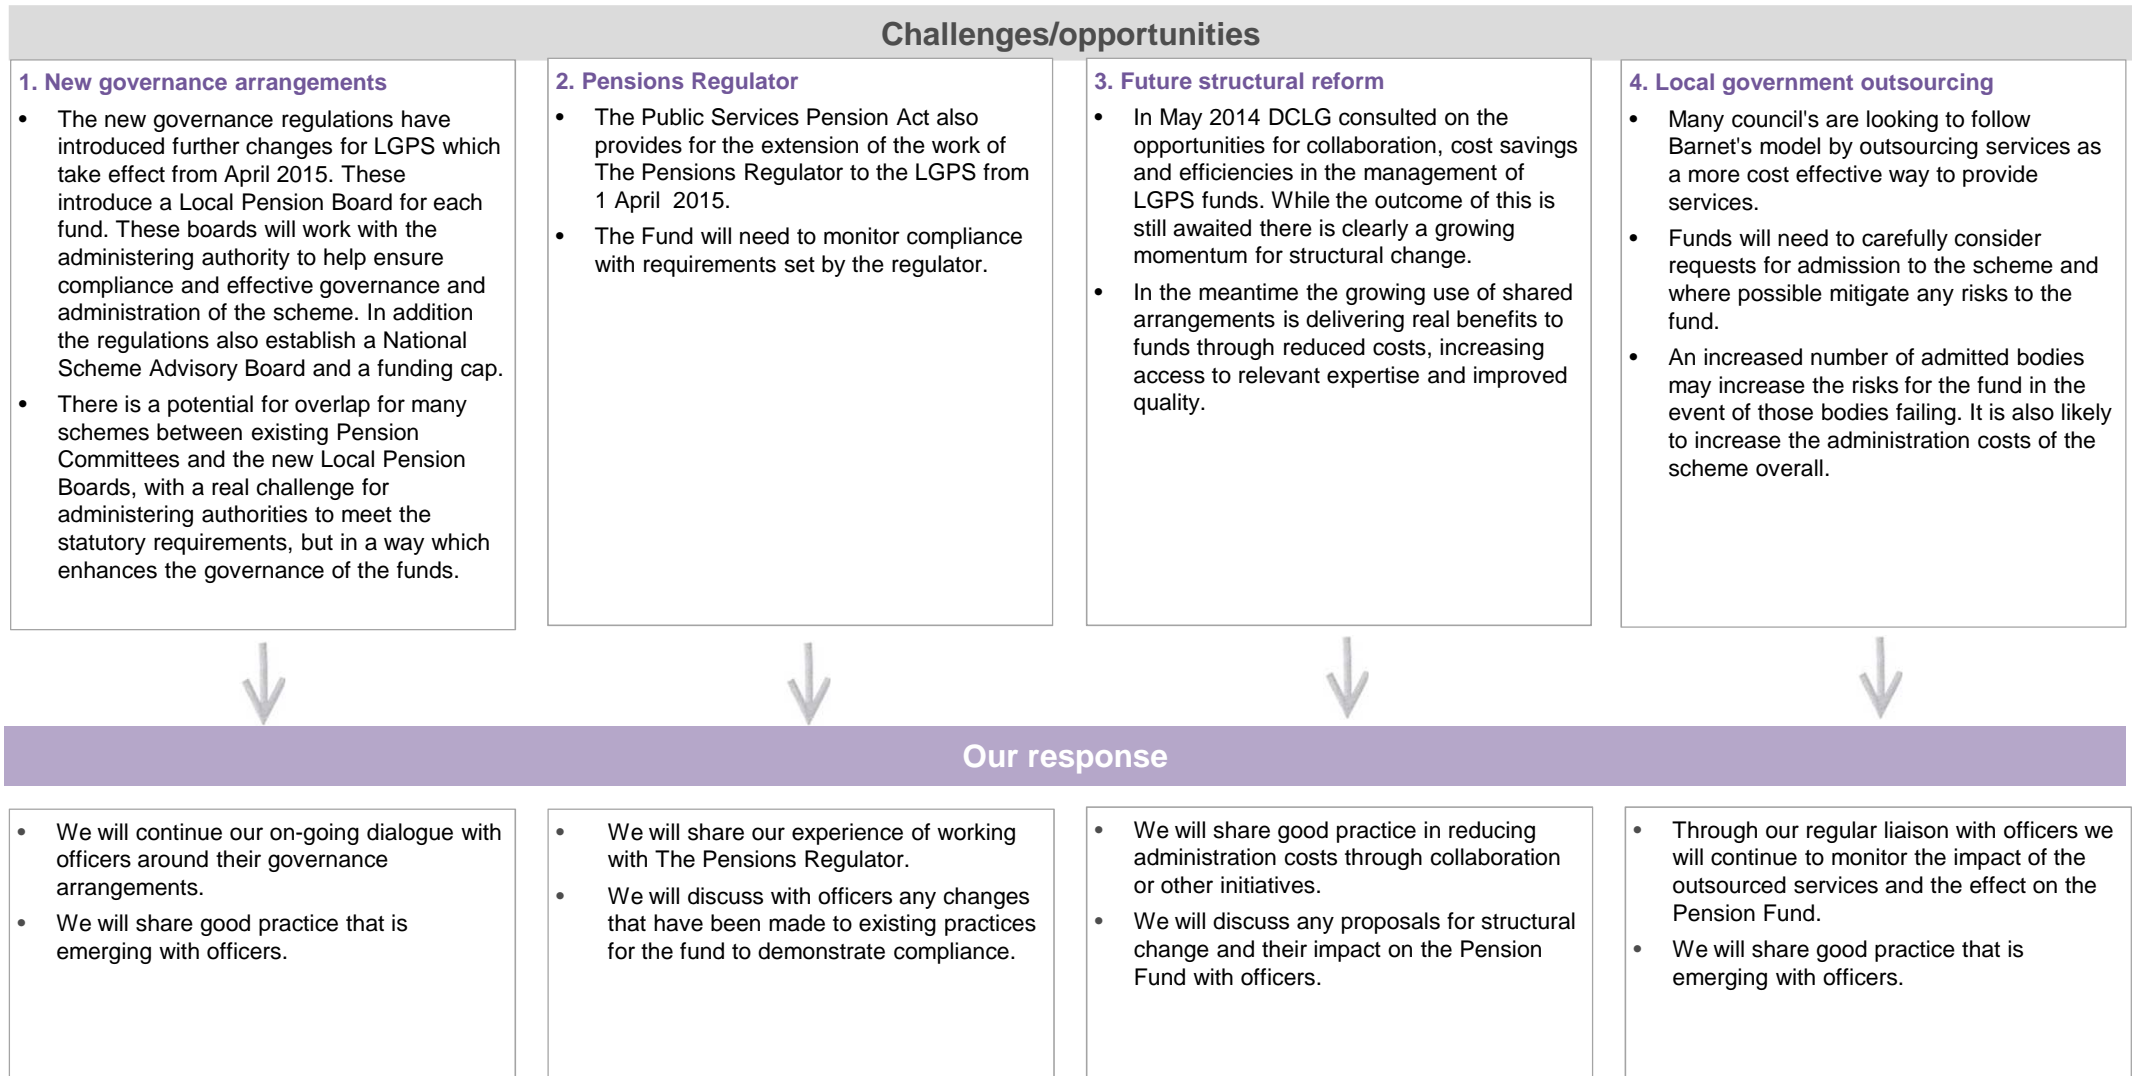 Challenges/opportunities
1. New governance arrangements
• The new governance regulations have
introduced further changes for LGPS which
take effect from April 2015. These
introduce a Local Pension Board for each
fund. These boards will work with the
administering authority to help ensure
compliance and effective governance and
administration of the scheme. In addition
the regulations also establish a National
Scheme Advisory Board and a funding cap.
• There is a potential for overlap for many
schemes between existing Pension
Committees and the new Local Pension
Boards, with a real challenge for
administering authorities to meet the
statutory requirements, but in a way which
enhances the governance of the funds.
2. Pensions Regulator
• The Public Services Pension Act also
provides for the extension of the work of
The Pensions Regulator to the LGPS from
1 April 2015.
• The Fund will need to monitor compliance
with requirements set by the regulator.
3. Future structural reform
• In May 2014 DCLG consulted on the
opportunities for collaboration, cost savings
and efficiencies in the management of
LGPS funds. While the outcome of this is
still awaited there is clearly a growing
momentum for structural change.
• In the meantime the growing use of shared
arrangements is delivering real benefits to
funds through reduced costs, increasing
access to relevant expertise and improved
quality.
4. Local government outsourcing
• Many council's are looking to follow
Barnet's model by outsourcing services as
a more cost effective way to provide
services.
• Funds will need to carefully consider
requests for admission to the scheme and
where possible mitigate any risks to the
fund.
• An increased number of admitted bodies
may increase the risks for the fund in the
event of those bodies failing. It is also likely
to increase the administration costs of the
scheme overall.
Our response
• We will continue our on-going dialogue with
officers around their governance
arrangements.
• We will share good practice that is
emerging with officers.
• We will share our experience of working
with The Pensions Regulator.
• We will discuss with officers any changes
that have been made to existing practices
for the fund to demonstrate compliance.
• We will share good practice in reducing
administration costs through collaboration
or other initiatives.
• We will discuss any proposals for structural
change and their impact on the Pension
Fund with officers.
• Through our regular liaison with officers we
will continue to monitor the impact of the
outsourced services and the effect on the
Pension Fund.
• We will share good practice that is
emerging with officers.